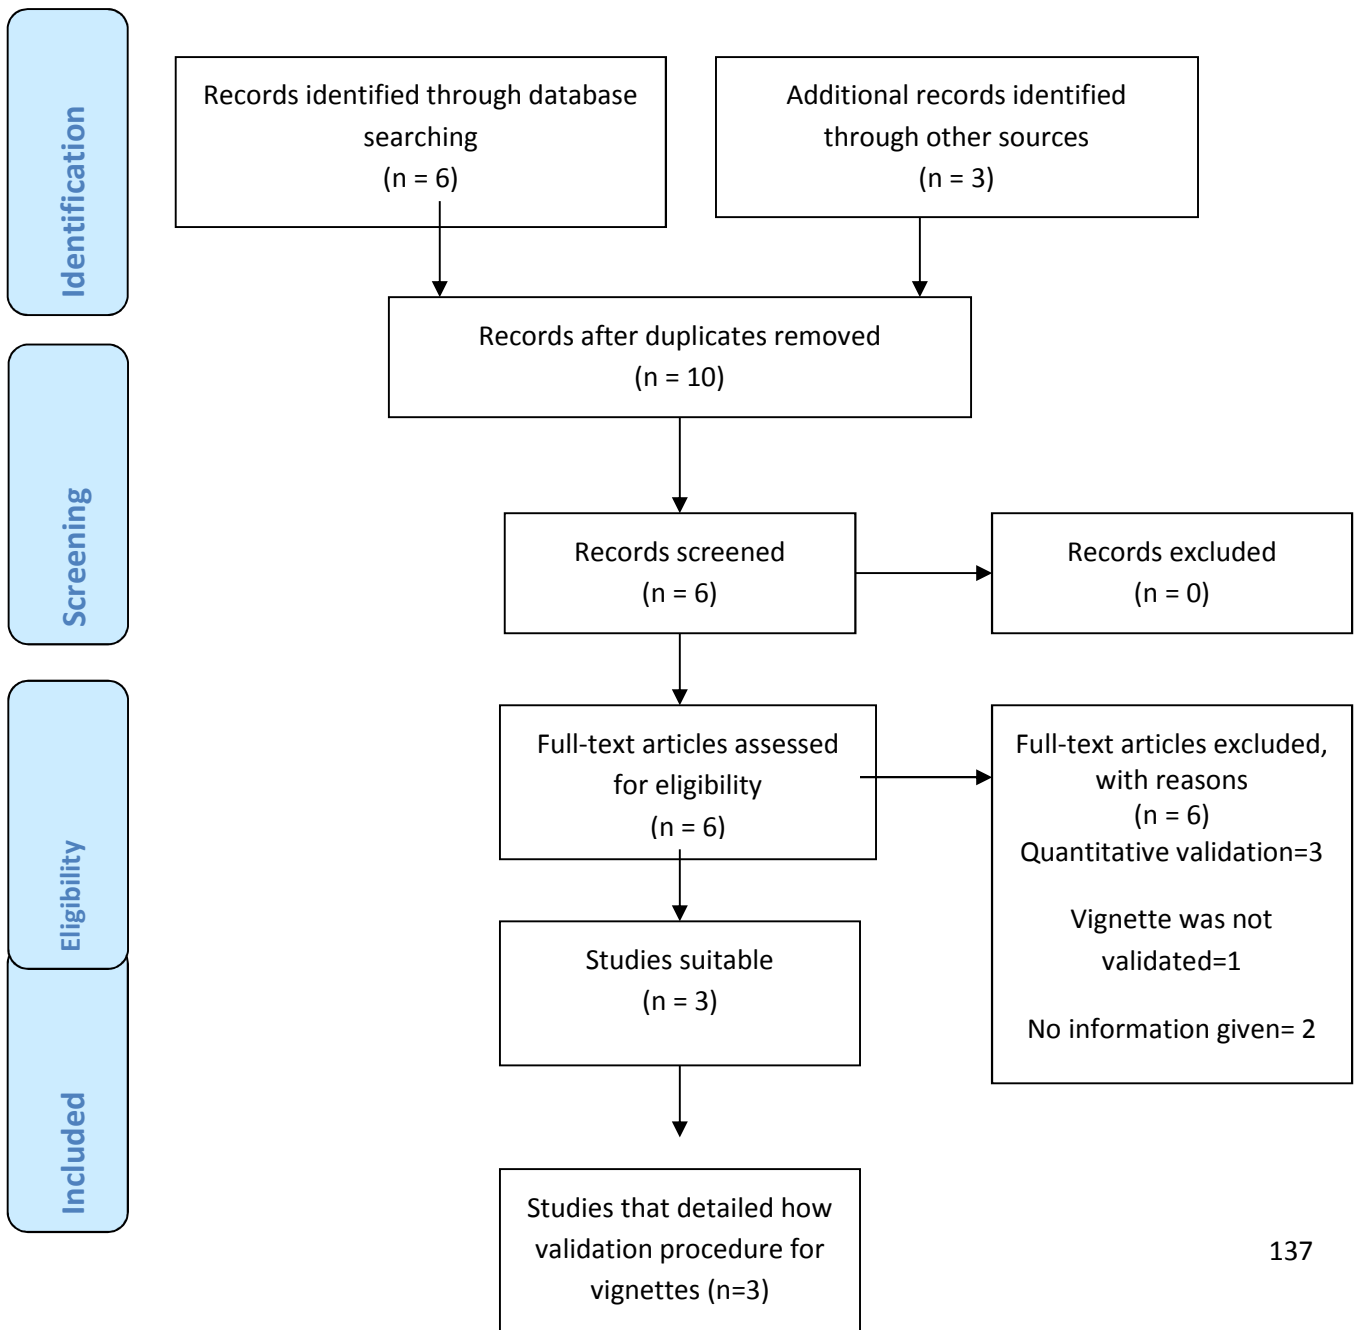 Identification
Records identified through database
searching
(n = 6)
Additional records identified
through other sources
(n = 3)
Records after duplicates removed
(n = 10)
Screening
Records screened
(n = 6)
Records excluded
(n = 0)
Eligibility
Full-text articles assessed
for eligibility
(n = 6)
Full-text articles excluded,
with reasons
(n = 6)
Quantitative validation=3
Vignette was not
validated=1
No information given= 2
Studies suitable
(n = 3)
Included
Studies that detailed how
validation procedure for
vignettes (n=3)
137